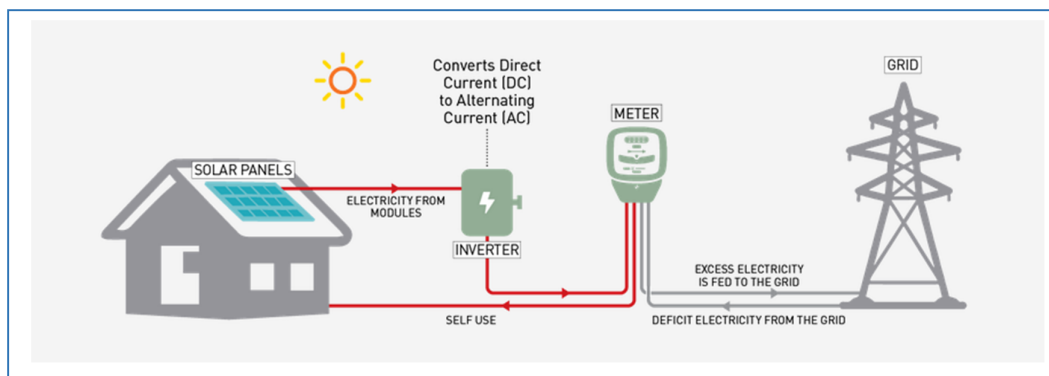 Converts Direct
Current (DC)
to Alternating
Current (AC)
GRID
METER
SOLAR PANELS
ELECTRICITY FROM
MODULES
INVERTER
EXCESS ELECTRICITY
IS FED TO THE GRID
SELF USE
DEFICIT ELECTRICITY FROM THE GRID